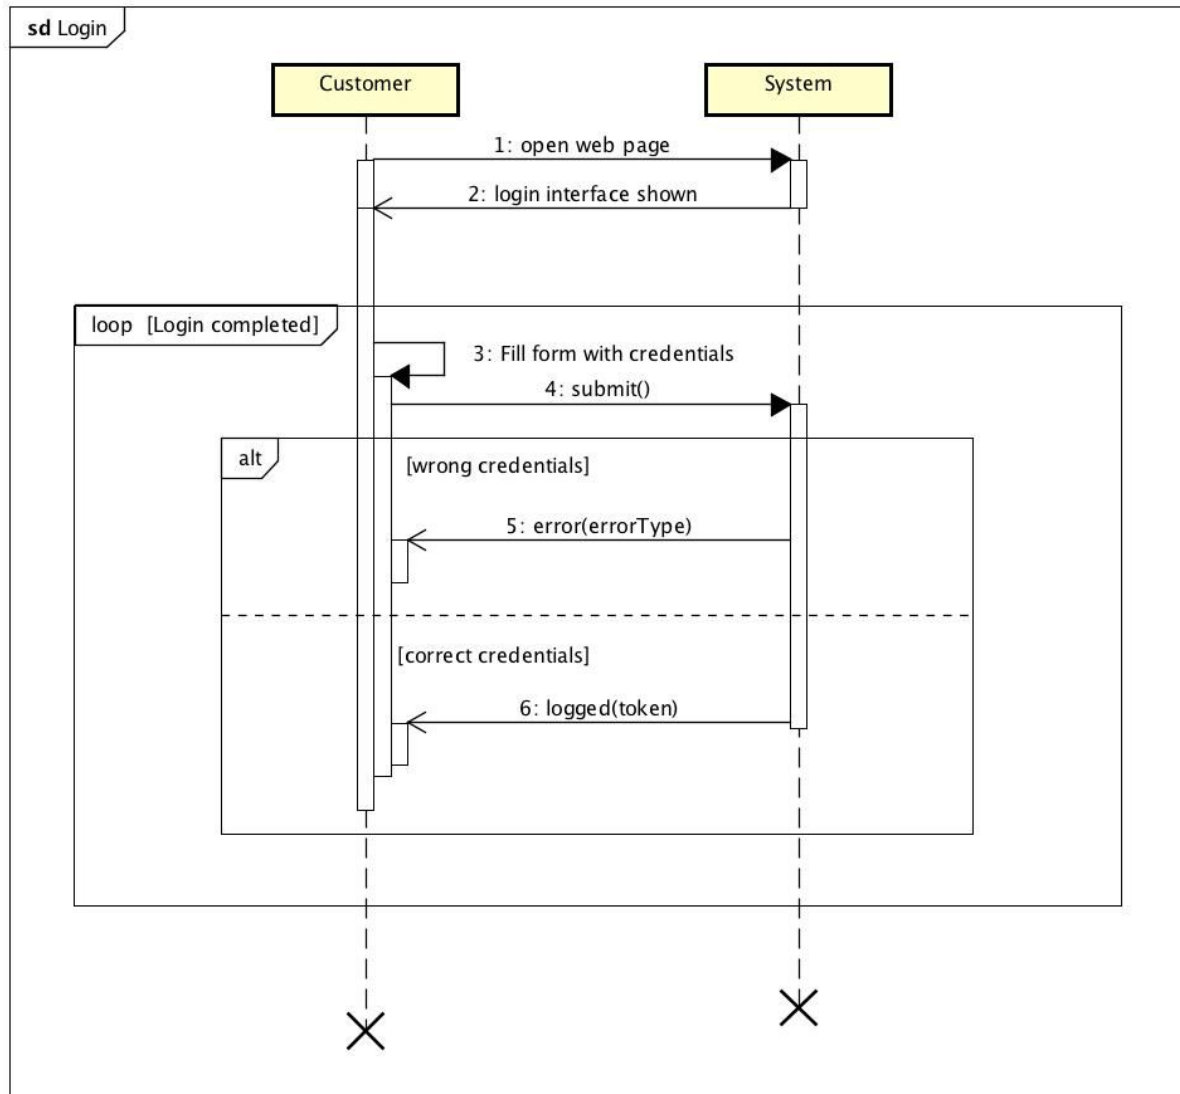 sd Login
Customer
System
1: open web page
2: login interface shown
loop [Login completed]
3: Fill form with credentials
4: submit()
alt
[wrong credentials]
5: error(errorType)
[correct credentials]
6: logged(token)